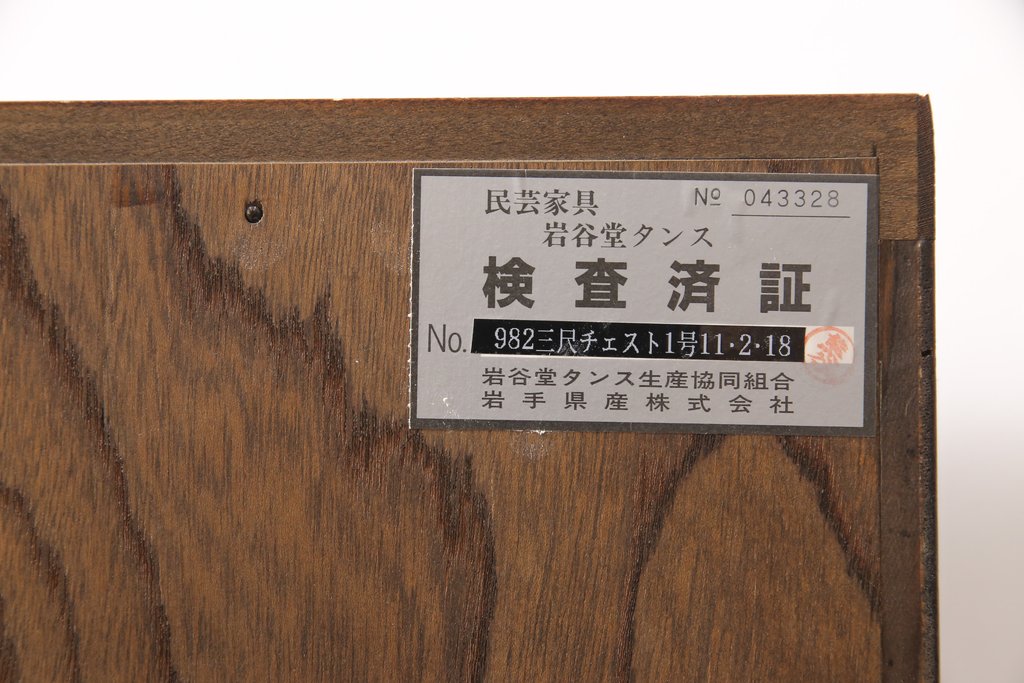 民芸家具 № 043328
岩谷堂タンス
検査済証
No. 982三尺チェスト1号11・2・18
岩谷堂タンス生産協同組合
岩手県産株式会社